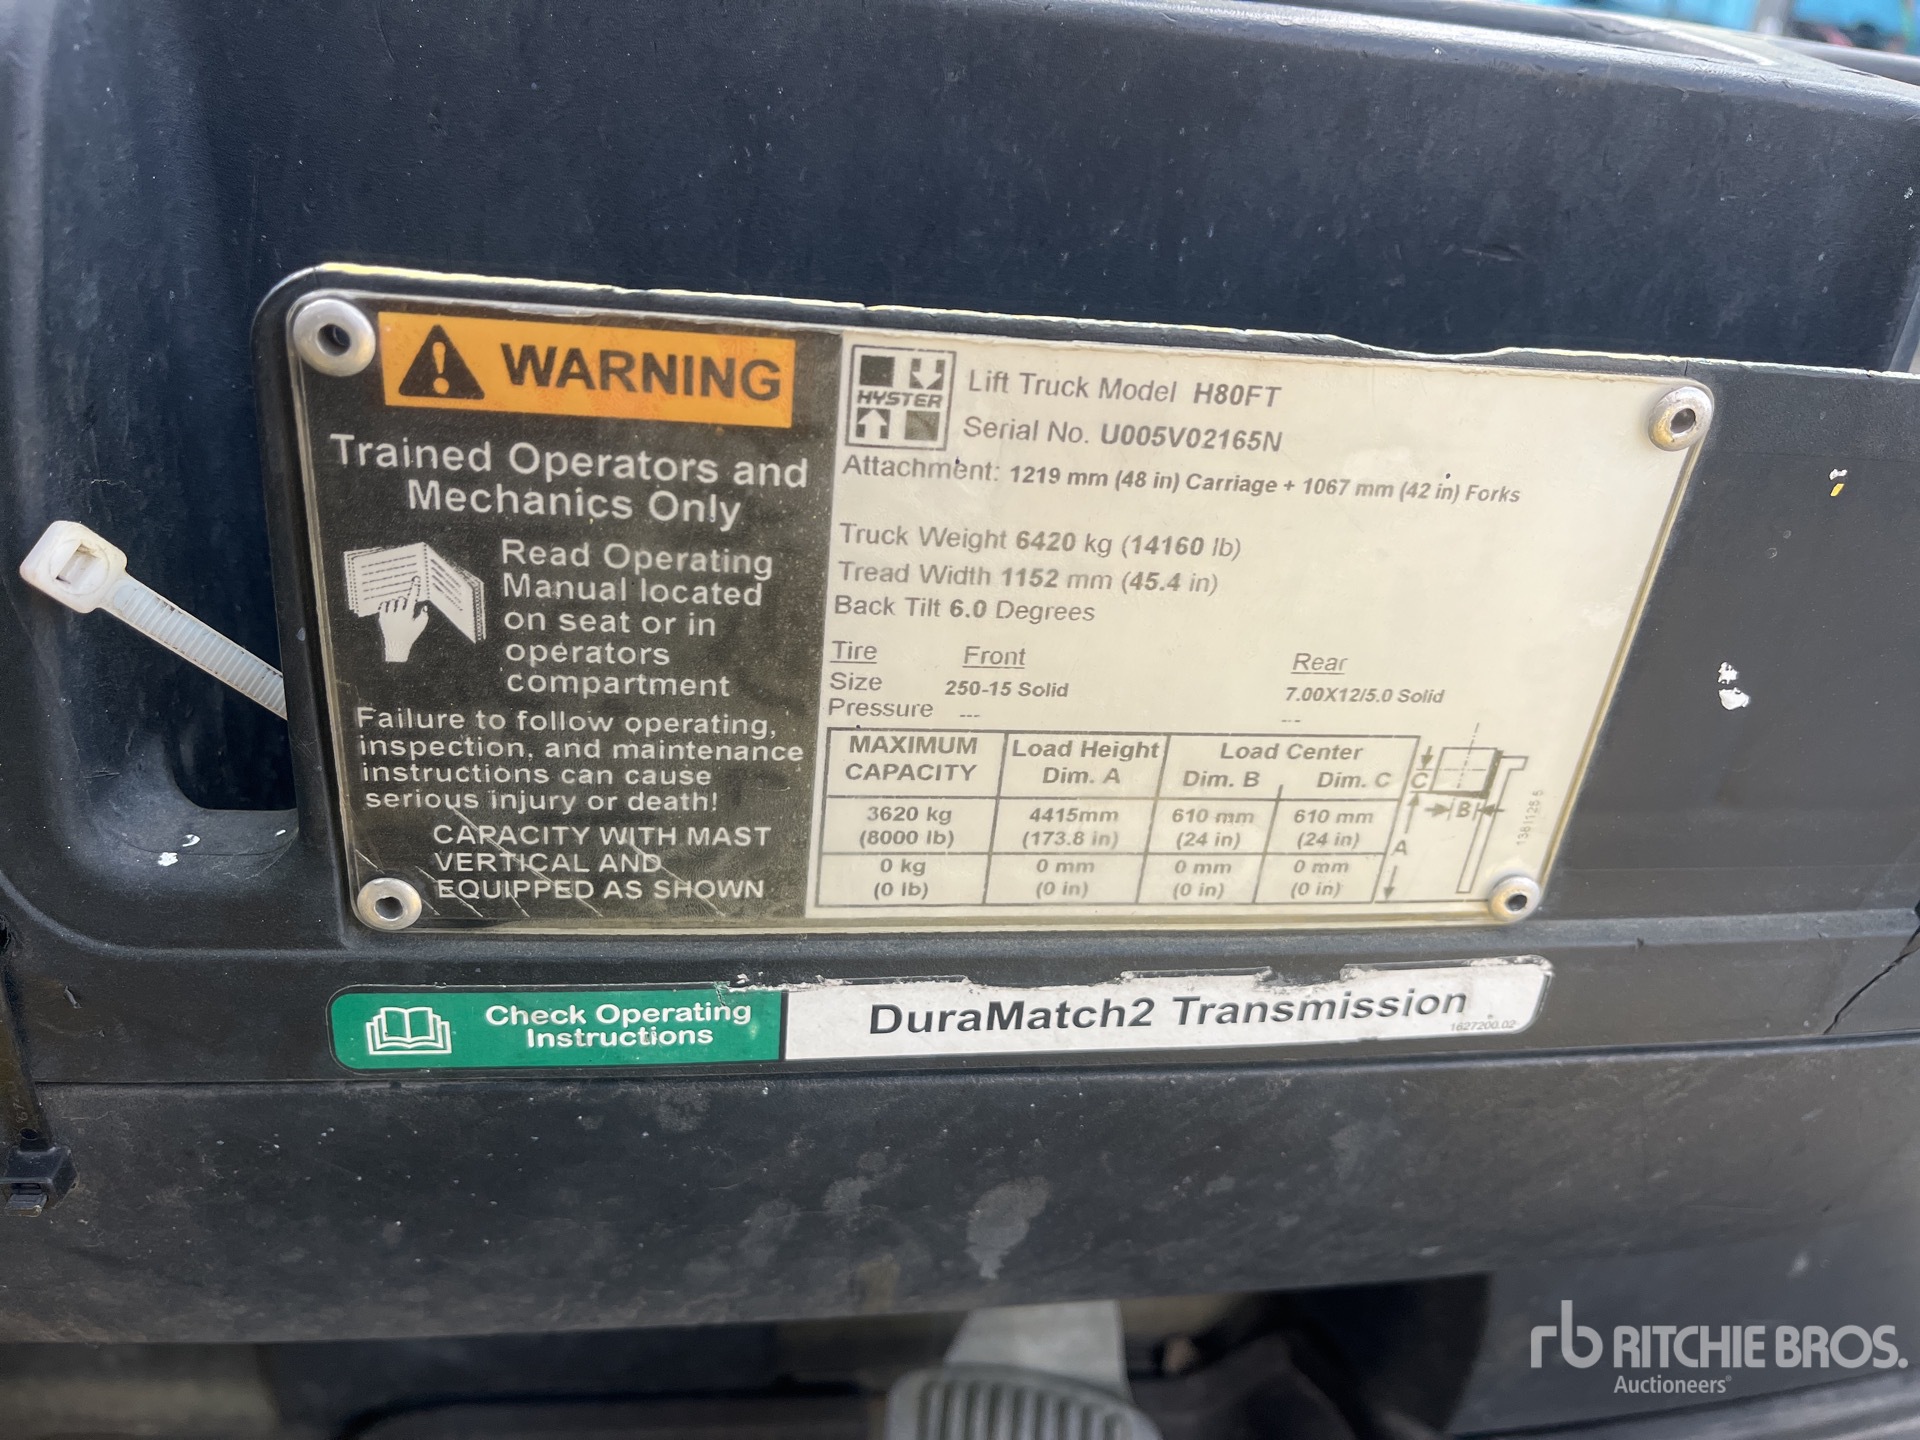 WARNING
Trained Operators and
Mechanics Only
Read Operating
Manual located
on seat or in
operators
compartment
Failure to follow operating,
inspection, and maintenance
instructions can cause
serious injury or death!
CAPACITY WITH MAST
VERTICAL AND
EQUIPPED AS SHOWN
HYSTER
Lift Truck Model H80FT
Serial No. U005V02165N
Attachment: 1219 mm (48 in) Carriage + 1067 mm (42 in) Forks
Truck Weight 6420 kg (14160 lb)
Tread Width 1152 mm (45.4 in)
Back Tilt 6.0 Degrees
Tire Front Rear
Size 250-15 Solid 7.00X12/5.0 Solid
Pressure --- ---
MAXIMUM Load Height Load Center
CAPACITY Dim. A Dim. B Dim. C
3620 kg 4415mm 610 mm 610 mm
(8000 lb) (173.8 in) (24 in) (24 in)
0 kg 0 mm 0 mm 0 mm
(0 lb) (0 in) (0 in) (0 in)
C
B
A
Check Operating
Instructions
DuraMatch2 Transmission
1627200.02
rb RITCHIE BROS.
Auctioneers